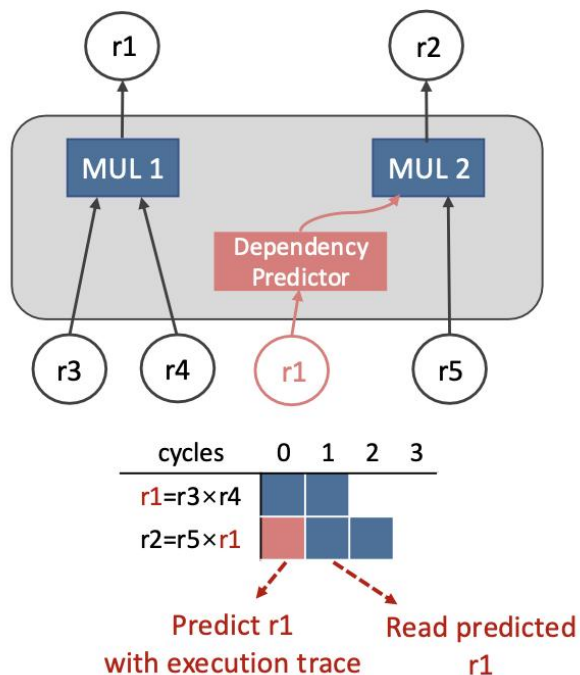 r1
r2
MUL 1
MUL 2
Dependency
Predictor
r3
r4
r1
r5
cycles 0 1 2 3
r1=r3×r4
r2=r5×r1
Predict r1
with execution trace
Read predicted
r1